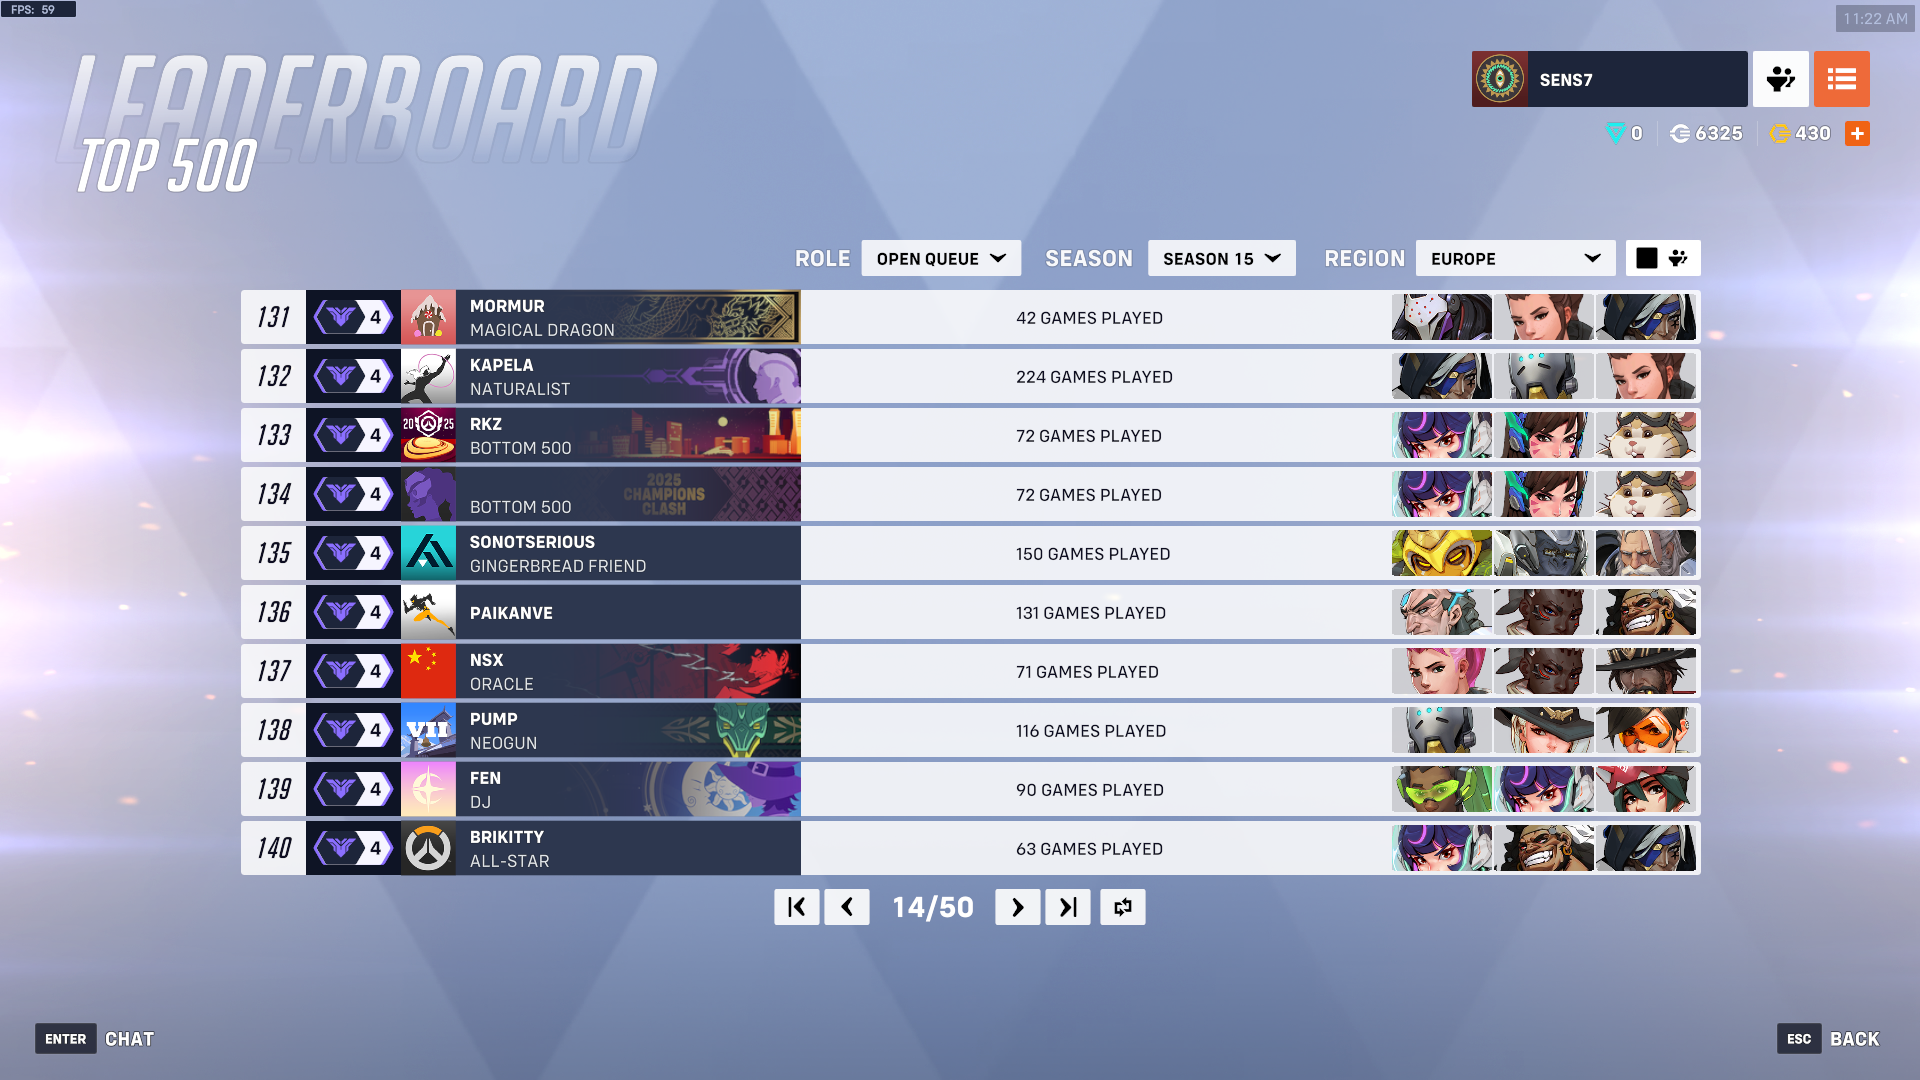 FPS: 59
11:22 AM
LEADERBOARD
TOP 500
SENS7
0
6325
430
ROLE OPEN QUEUE SEASON SEASON 15 REGION EUROPE
131 4 MORMUR
MAGICAL DRAGON
42 GAMES PLAYED
132 4 KAPELA
NATURALIST
224 GAMES PLAYED
133 4 2025 RKZ
BOTTOM 500
72 GAMES PLAYED
134 4 BOTTOM 500
2025
CHAMPIONS
CLASH
72 GAMES PLAYED
135 4 SONOTSERIOUS
GINGERBREAD FRIEND
150 GAMES PLAYED
136 4 PAIKANVE
131 GAMES PLAYED
137 4 NSX
ORACLE
71 GAMES PLAYED
138 4 VII PUMP
NEOGUN
116 GAMES PLAYED
139 4 FEN
DJ
90 GAMES PLAYED
140 4 BRIKITTY
ALL-STAR
63 GAMES PLAYED
14/50
ENTER CHAT
ESC BACK